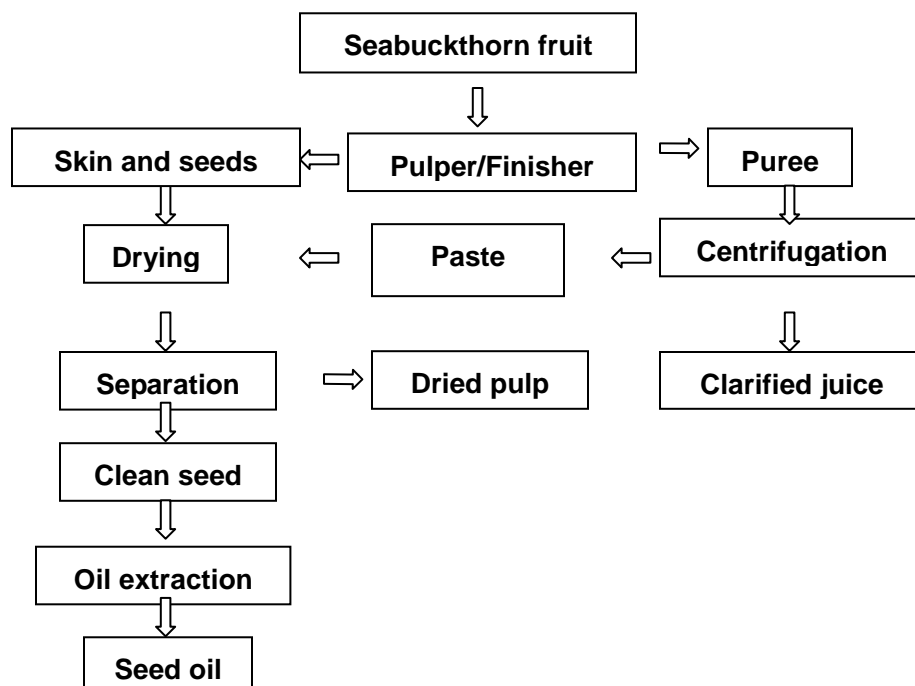 Seabuckthorn fruit
Skin and seeds
Pulper/Finisher
Puree
Drying
Paste
Centrifugation
Separation
Dried pulp
Clarified juice
Clean seed
Oil extraction
Seed oil